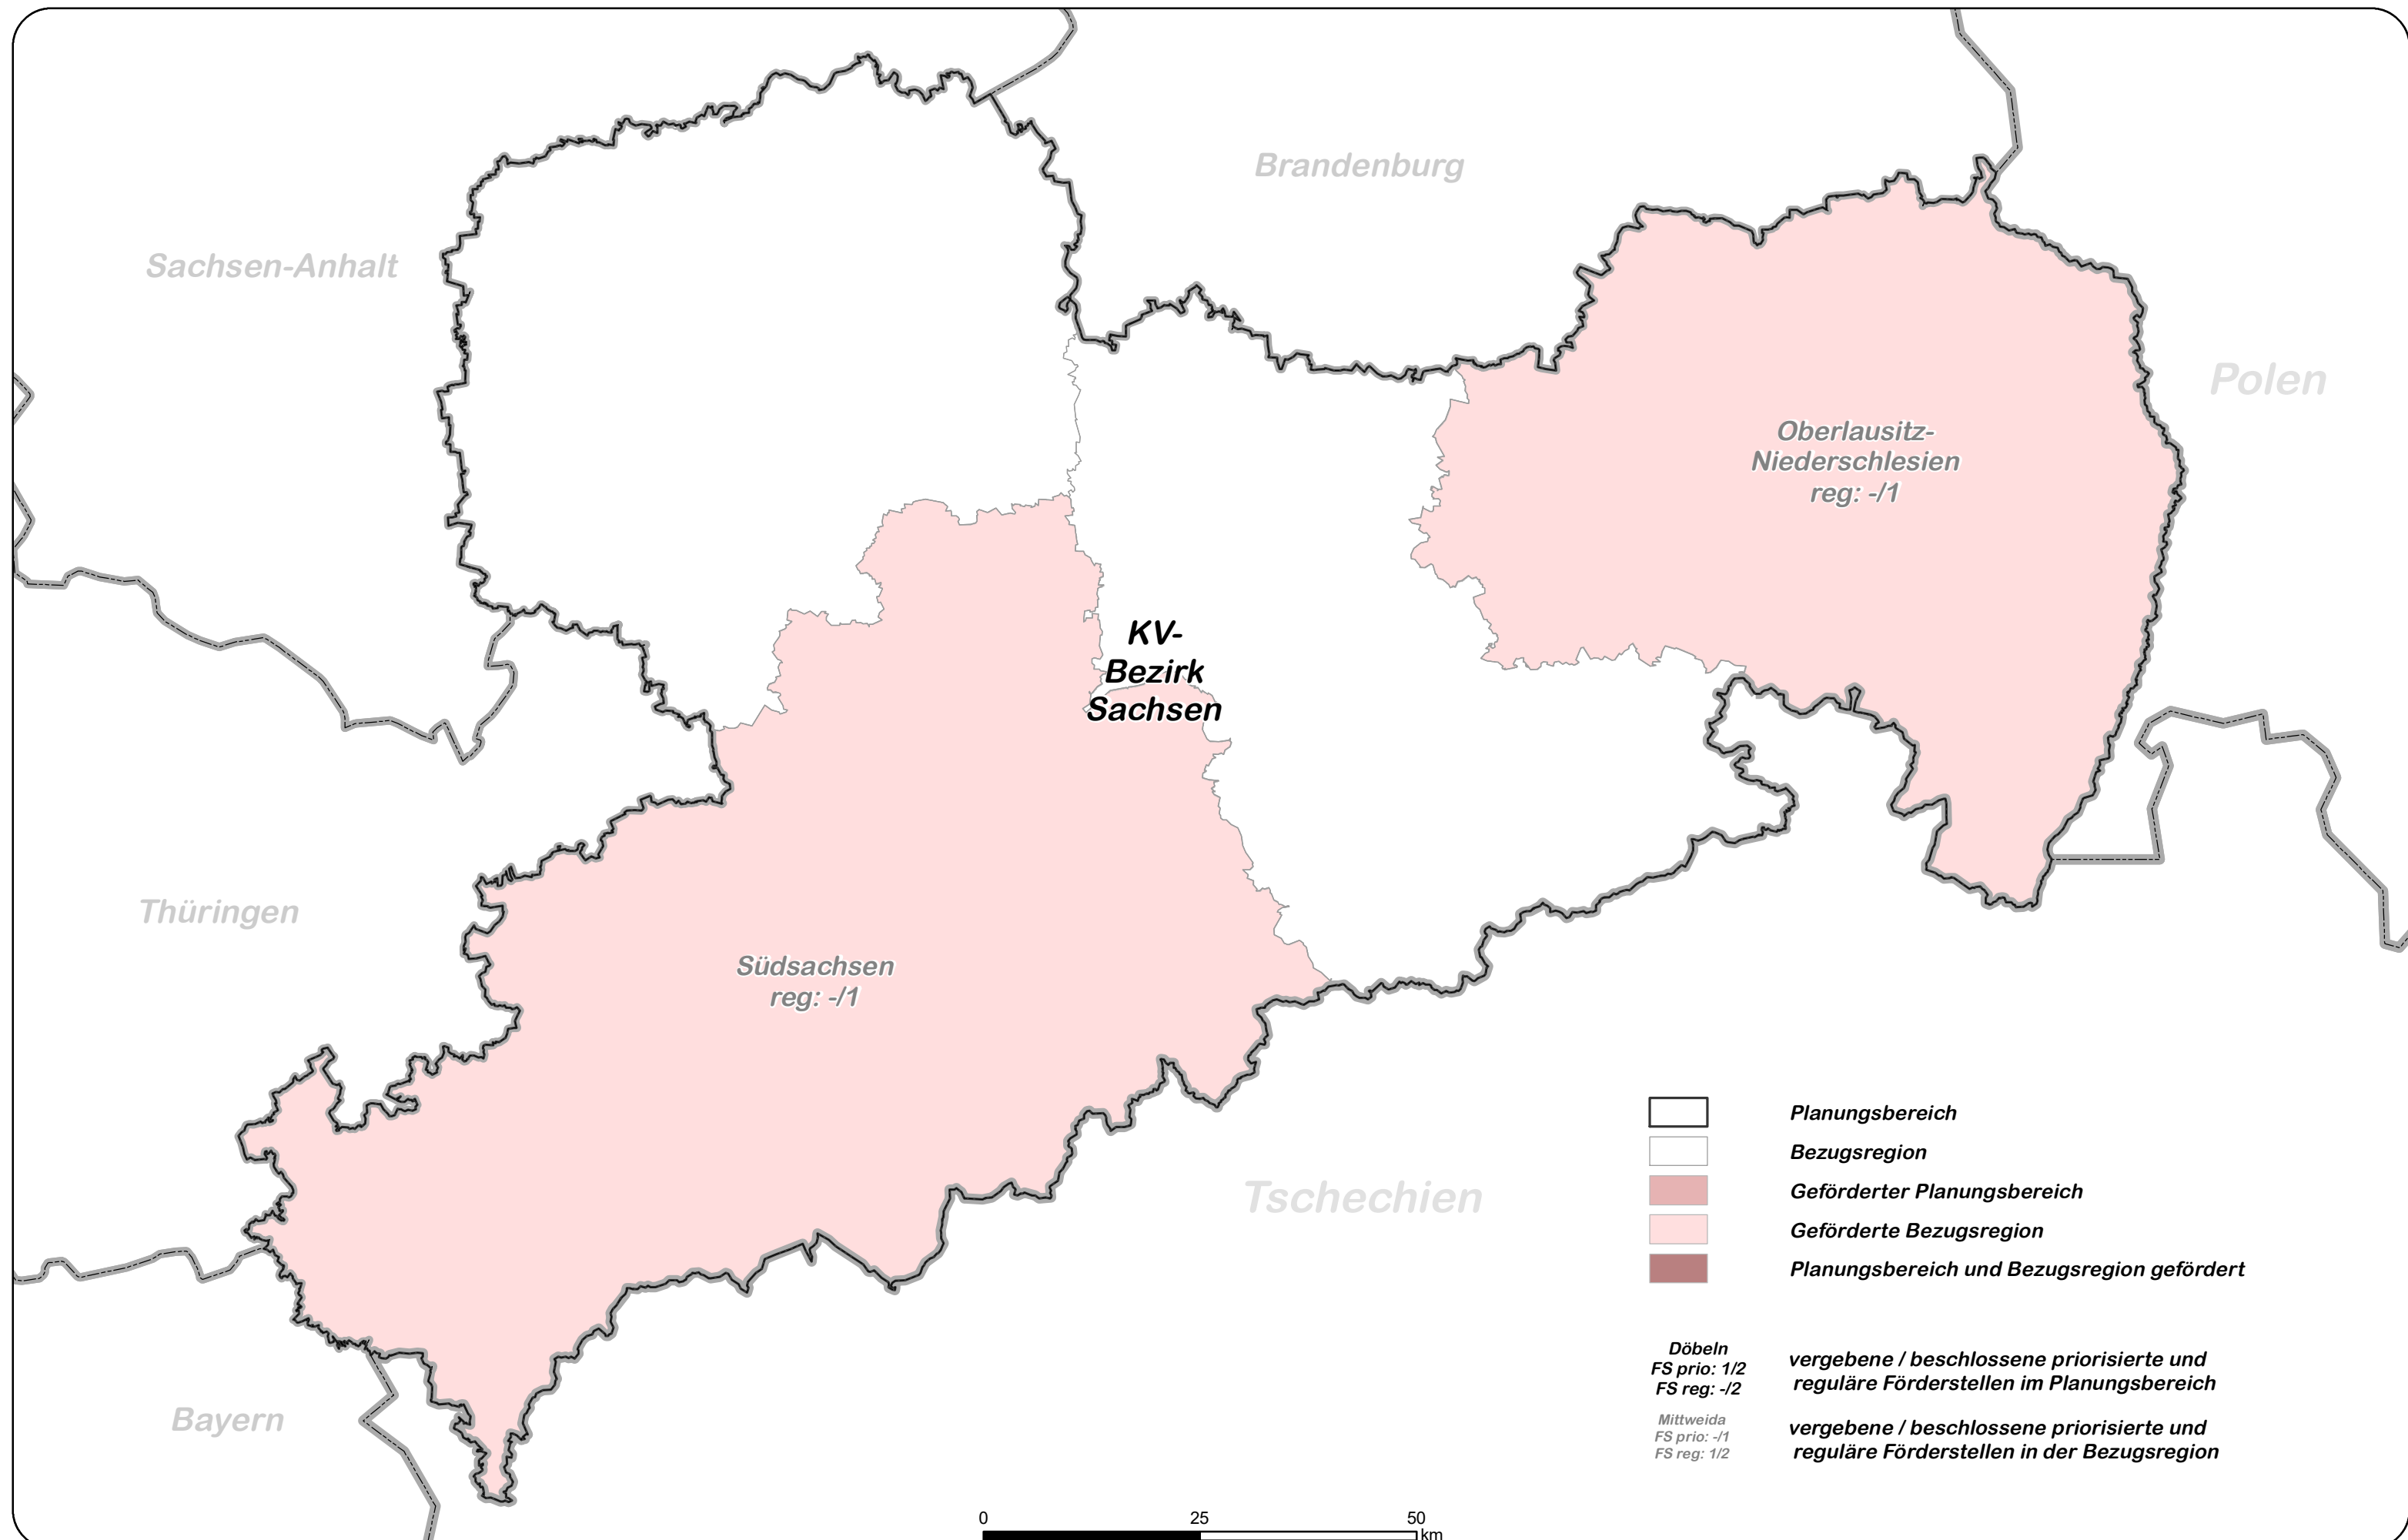 Brandenburg
Sachsen-Anhalt
Polen
Oberlausitz-
Niederschlesien
reg: -/1
KV-
Bezirk
Sachsen
Thüringen
Südsachsen
reg: -/1
Tschechien
Bayern
Planungsbereich
Bezugsregion
Geförderter Planungsbereich
Geförderte Bezugsregion
Planungsbereich und Bezugsregion gefördert
Döbeln
FS prio: 1/2
FS reg: -/2
vergebene / beschlossene priorisierte und
reguläre Förderstellen im Planungsbereich
Mittweida
FS prio: -/1
FS reg: 1/2
vergebene / beschlossene priorisierte und
reguläre Förderstellen in der Bezugsregion
0 25 50
km